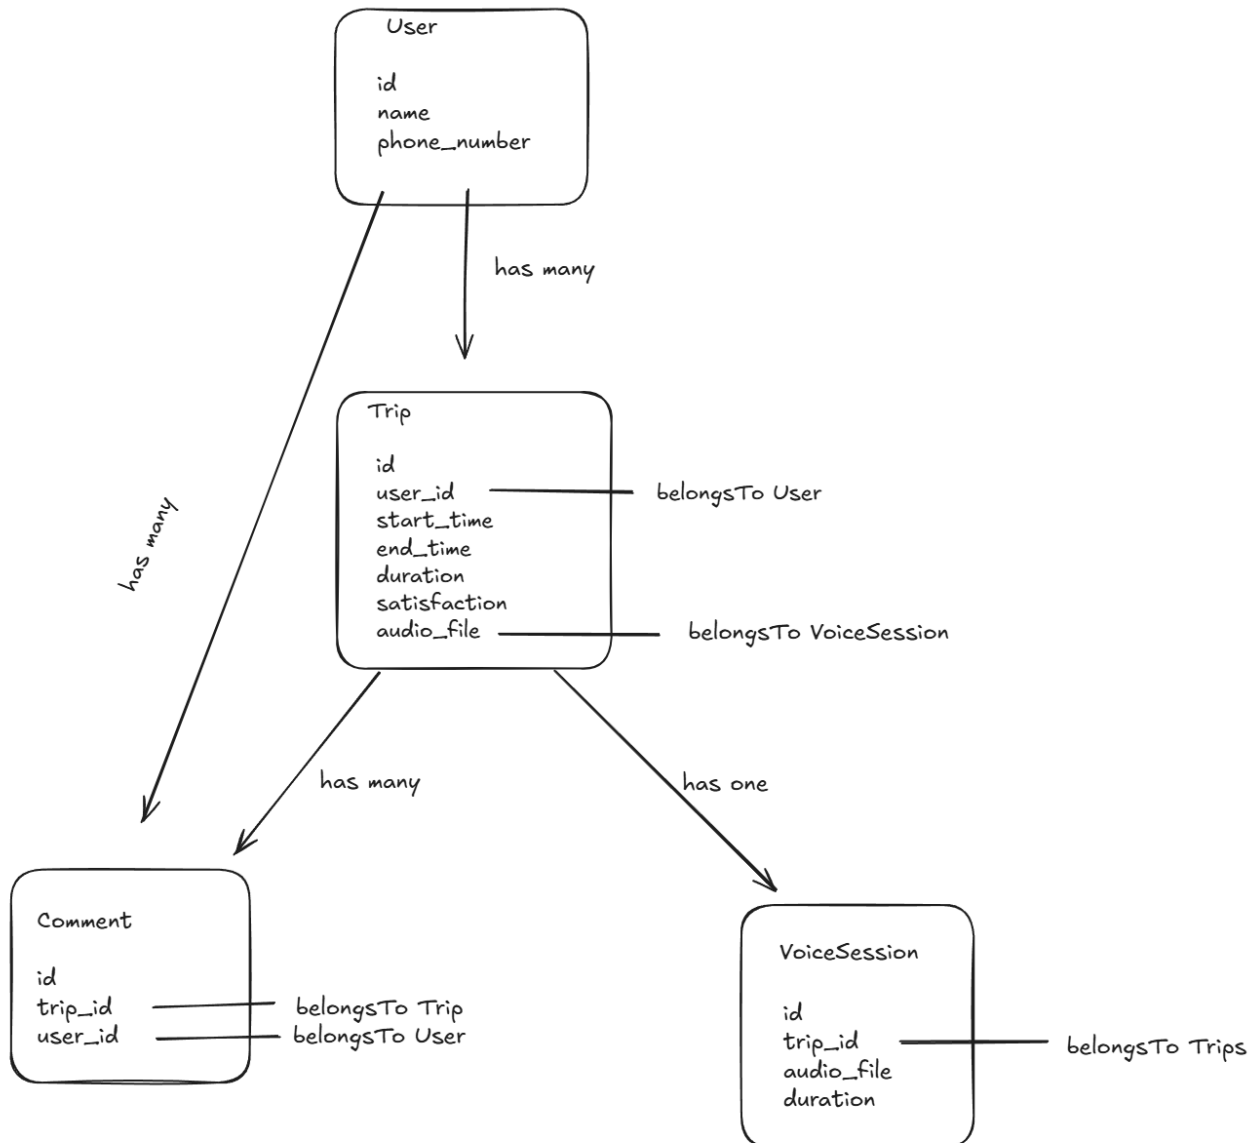 User
id
name
phone_number
has many
has many
Trip
id
user_id
belongsTo User
start_time
end_time
duration
satisfaction
audio_file
belongsTo VoiceSession
has many
has one
Comment
id
trip_id
belongsTo Trip
user_id
belongsTo User
VoiceSession
id
trip_id
belongsTo Trips
audio_file
duration